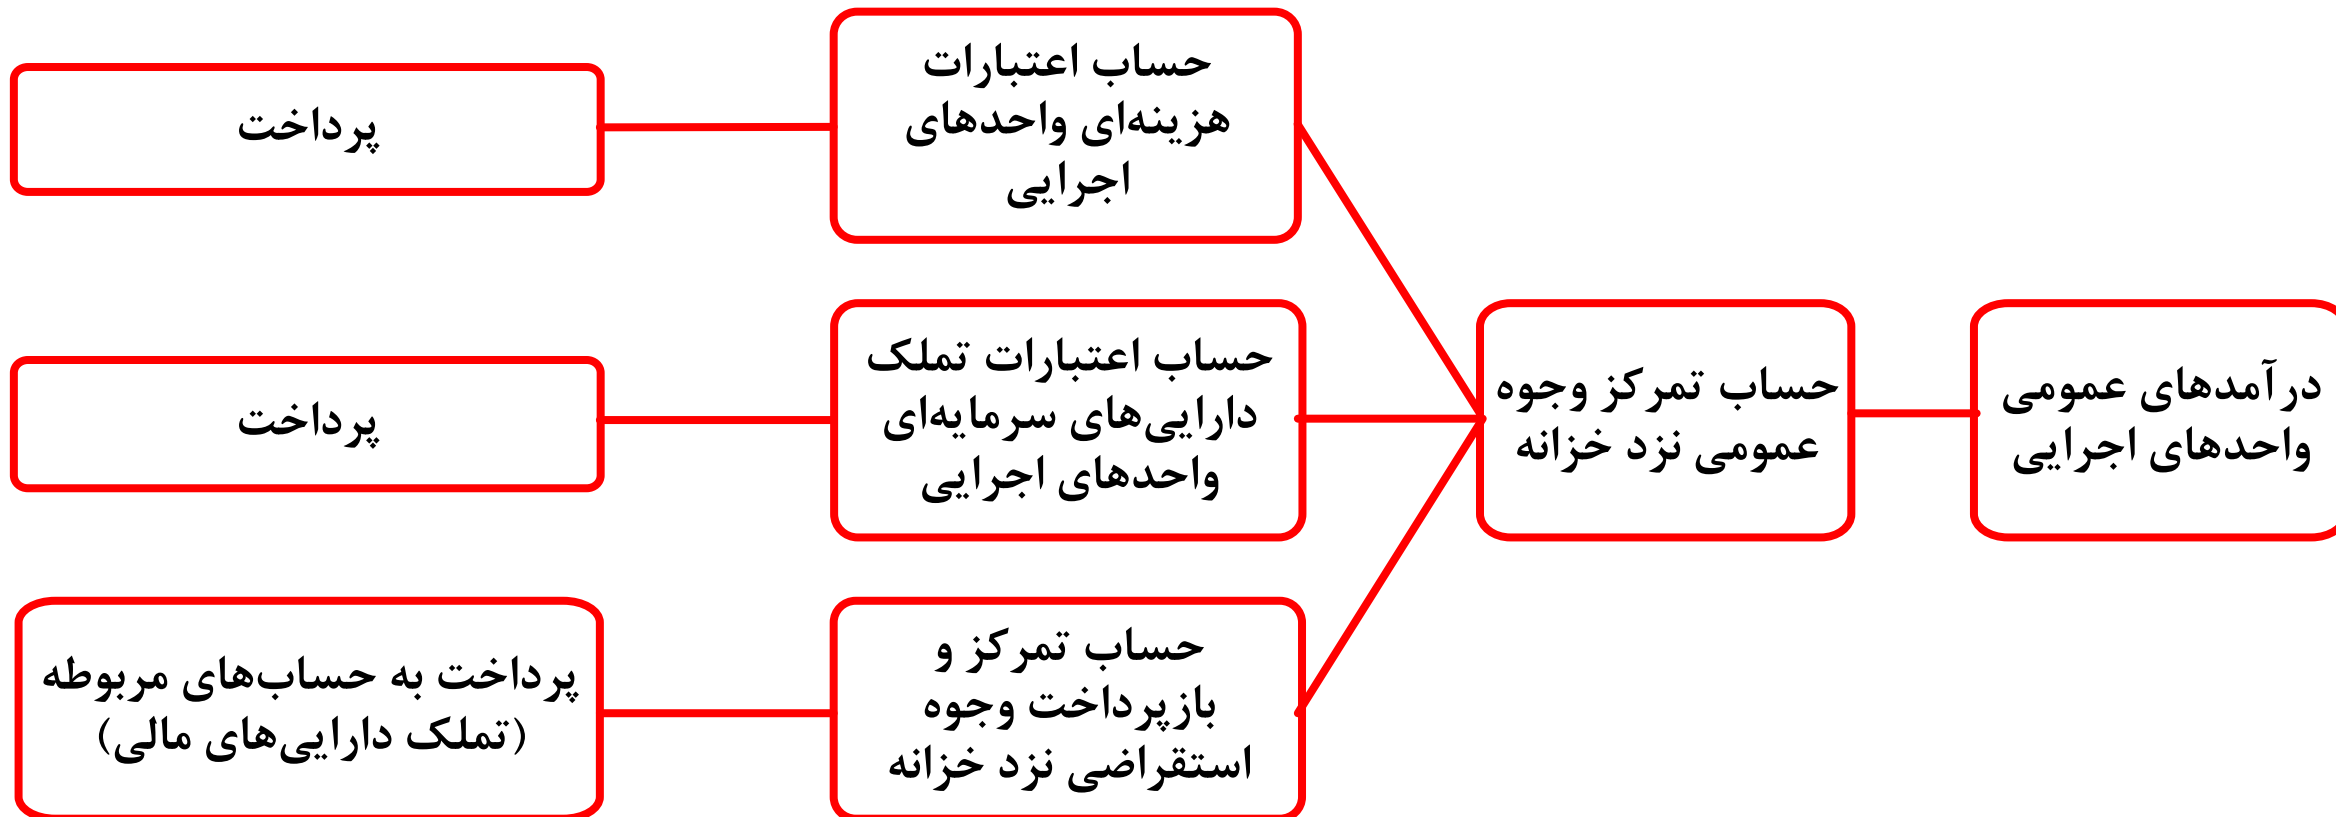 درآمدهای عمومی
واحدهای اجرایی
حساب تمرکز وجوه
عمومی نزد خزانه
حساب اعتبارات
هزینه‌ای واحدهای
اجرایی
پرداخت
حساب اعتبارات تملک
دارایی‌های سرمایه‌ای
واحدهای اجرایی
پرداخت
حساب تمرکز و
بازپرداخت وجوه
استقراضی نزد خزانه
پرداخت به حساب‌های مربوطه
(تملک دارایی‌های مالی)